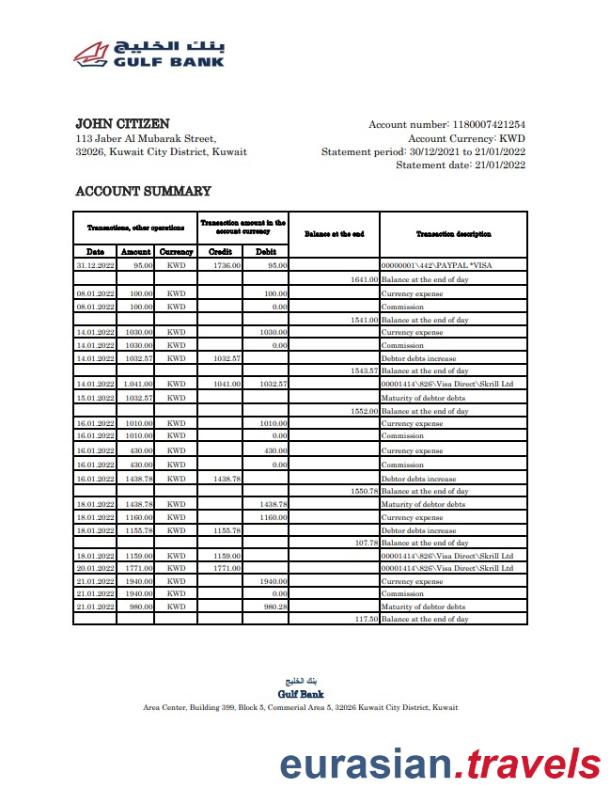 بنك الخليج
GULF BANK
JOHN CITIZEN
113 Jaber Al Mubarak Street,
32026, Kuwait City District, Kuwait
Account number: 1180007421254
Account Currency: KWD
Statement period: 30/12/2021 to 21/01/2022
Statement date: 21/01/2022
ACCOUNT SUMMARY
Transactions, other operations | Transaction amount in the account currency | Balance at the end | Transaction description
Date Amount Currency Credit Debit
31.12.2022 95.00 KWD 1736.00 95.00 00000001\442\PAYPAL *VISA
1641.00 Balance at the end of day
08.01.2022 100.00 KWD 100.00 Currency expense
08.01.2022 100.00 KWD 0.00 Commission
1541.00 Balance at the end of day
14.01.2022 1030.00 KWD 1030.00 Currency expense
14.01.2022 1030.00 KWD 0.00 Commission
14.01.2022 1032.57 KWD 1032.57 Debtor debts increase
1543.57 Balance at the end of day
14.01.2022 1.041.00 KWD 1041.00 1032.57 00001414\826\Visa Direct\Skrill Ltd
15.01.2022 1032.57 KWD Maturity of debtor debts
1552.00 Balance at the end of day
16.01.2022 1010.00 KWD 1010.00 Currency expense
16.01.2022 1010.00 KWD 0.00 Commission
16.01.2022 430.00 KWD 430.00 Currency expense
16.01.2022 430.00 KWD 0.00 Commission
16.01.2022 1438.78 KWD 1438.78 Debtor debts increase
1550.78 Balance at the end of day
18.01.2022 1438.78 KWD 1438.78 Maturity of debtor debts
18.01.2022 1160.00 KWD 1160.00 Currency expense
18.01.2022 1155.78 KWD 1155.78 Debtor debts increase
107.78 Balance at the end of day
18.01.2022 1159.00 KWD 1159.00 00001414\826\Visa Direct\Skrill Ltd
20.01.2022 1771.00 KWD 1771.00 00001414\826\Visa Direct\Skrill Ltd
21.01.2022 1940.00 KWD 1940.00 Currency expense
21.01.2022 1940.00 KWD 0.00 Commission
21.01.2022 980.00 KWD 980.28 Maturity of debtor debts
117.50 Balance at the end of day
بنك الخليج
Gulf Bank
Area Center, Building 399, Block 5, Commerial Area 5, 32026 Kuwait City District, Kuwait
eurasian.travels